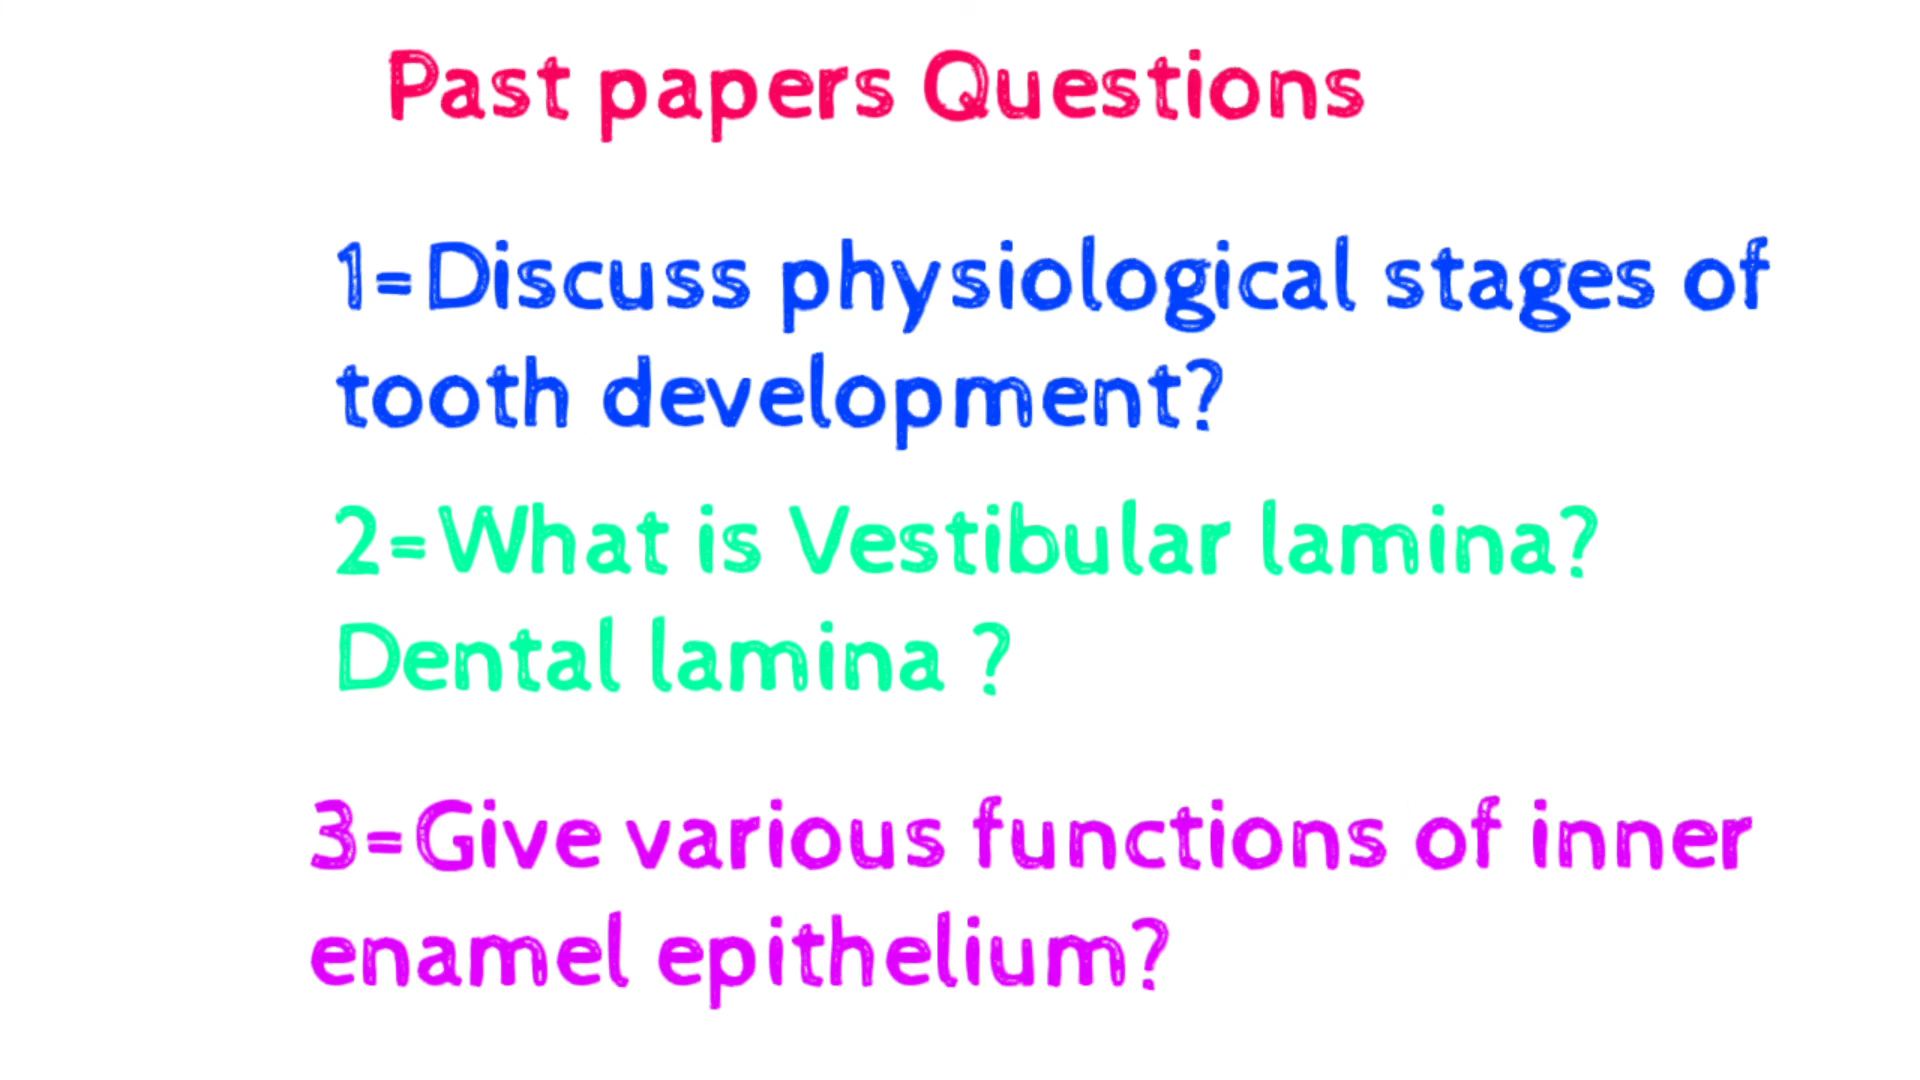 Past papers Questions
1=Discuss physiological stages of
tooth development?
2=What is Vestibular lamina?
Dental lamina ?
3=Give various functions of inner
enamel epithelium?